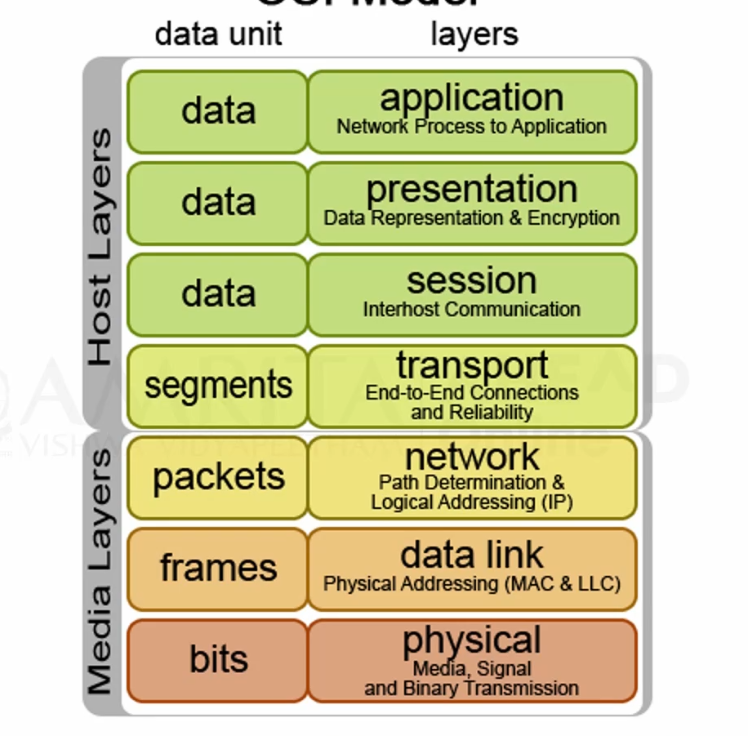 OSI Model
data unit layers
Host Layers
data application
Network Process to Application
data presentation
Data Representation & Encryption
data session
Interhost Communication
segments transport
End-to-End Connections
and Reliability
Media Layers
packets network
Path Determination &
Logical Addressing (IP)
frames data link
Physical Addressing (MAC & LLC)
bits physical
Media, Signal
and Binary Transmission
AMRITA AHEAD
VISHWA VIDYAPEETHAM Online